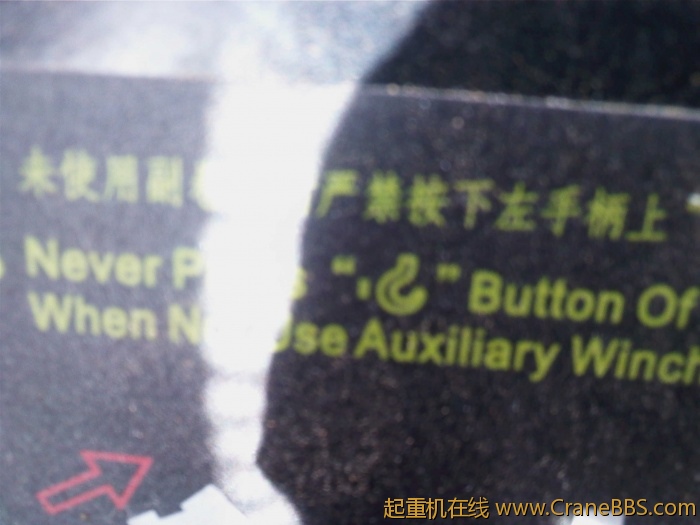 未使用副 严禁按下左手柄上
Never P s “ ” Button Of
When N Use Auxiliary Winch
起重机在线 www.CraneBBS.com